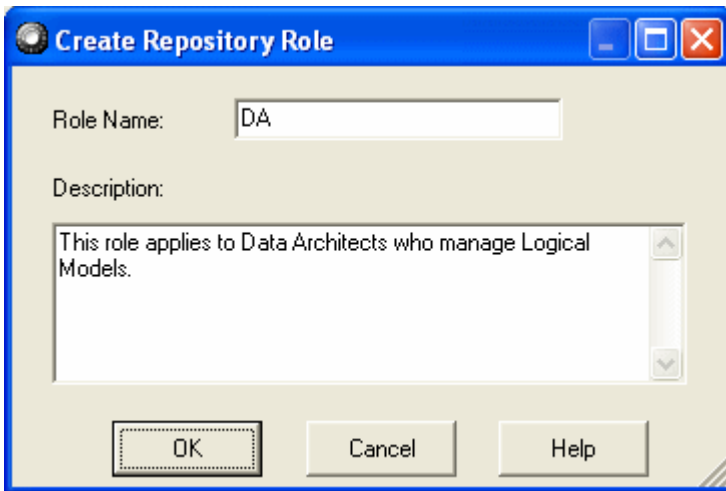 Create Repository Role
Role Name:
DA
Description:
This role applies to Data Architects who manage Logical
Models.
OK
Cancel
Help